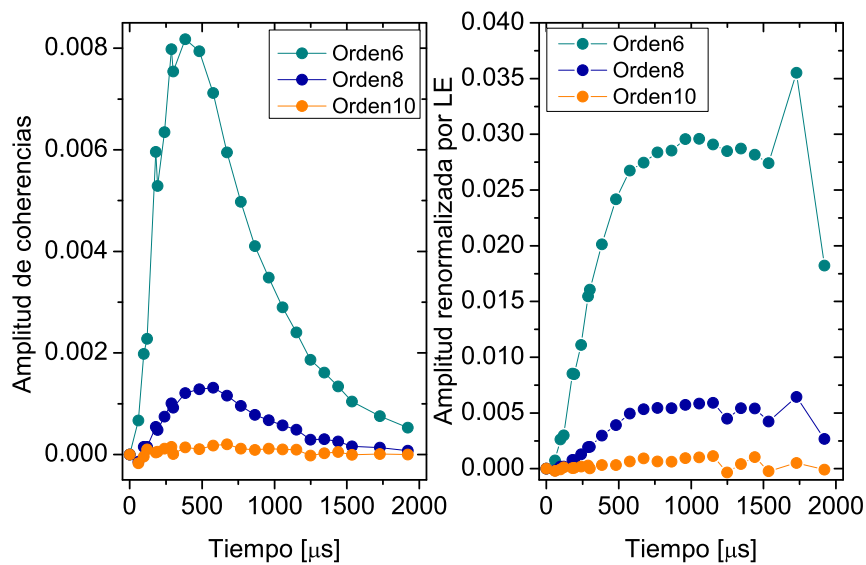 Amplitud de coherencias
0.008
0.006
0.004
0.002
0.000
Orden6
Orden8
Orden10
0
500
1000
1500
2000
Tiempo [μs]
Amplitud renormalizada por LE
0.040
0.035
0.030
0.025
0.020
0.015
0.010
0.005
0.000
Orden6
Orden8
Orden10
0
500
1000
1500
2000
Tiempo [μs]